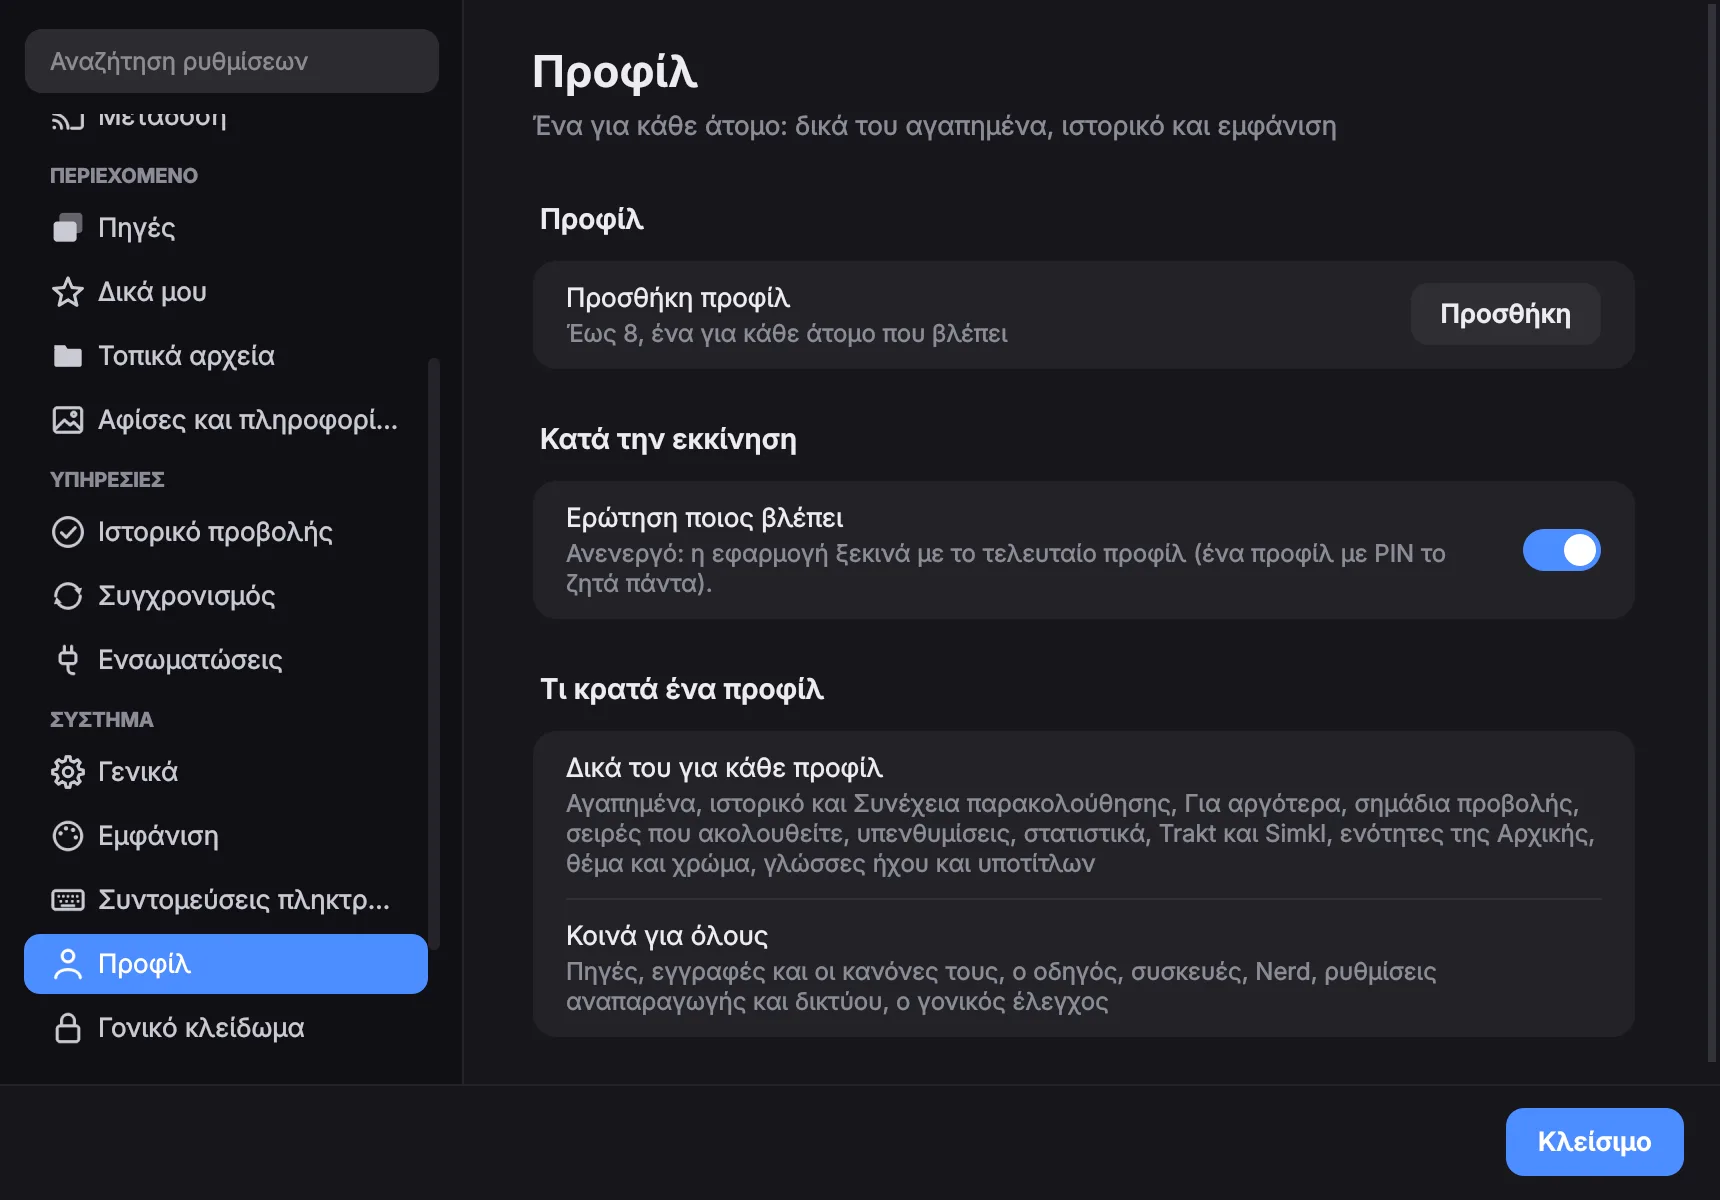 Αναζήτηση ρυθμίσεων
Μετάδοση
ΠΕΡΙΕΧΟΜΕΝΟ
Πηγές
Δικά μου
Τοπικά αρχεία
Αφίσες και πληροφορί...
ΥΠΗΡΕΣΙΕΣ
Ιστορικό προβολής
Συγχρονισμός
Ενσωματώσεις
ΣΥΣΤΗΜΑ
Γενικά
Εμφάνιση
Συντομεύσεις πληκτρ...
Προφίλ
Γονικό κλείδωμα
Προφίλ
Ένα για κάθε άτομο: δικά του αγαπημένα, ιστορικό και εμφάνιση
Προφίλ
Προσθήκη προφίλ
Έως 8, ένα για κάθε άτομο που βλέπει
Προσθήκη
Κατά την εκκίνηση
Ερώτηση ποιος βλέπει
Ανενεργό: η εφαρμογή ξεκινά με το τελευταίο προφίλ (ένα προφίλ με PIN το
ζητά πάντα).
Τι κρατά ένα προφίλ
Δικά του για κάθε προφίλ
Αγαπημένα, ιστορικό και Συνέχεια παρακολούθησης, Για αργότερα, σημάδια προβολής,
σειρές που ακολουθείτε, υπενθυμίσεις, στατιστικά, Trakt και Simkl, ενότητες της Αρχικής,
θέμα και χρώμα, γλώσσες ήχου και υποτίτλων
Κοινά για όλους
Πηγές, εγγραφές και οι κανόνες τους, ο οδηγός, συσκευές, Nerd, ρυθμίσεις
αναπαραγωγής και δικτύου, ο γονικός έλεγχος
Κλείσιμο